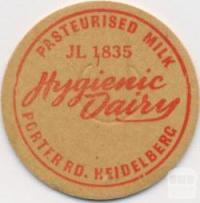 PASTEURISED MILK
JL 1835
Hygienic
Dairy
PORTER RD. HEIDELBERG